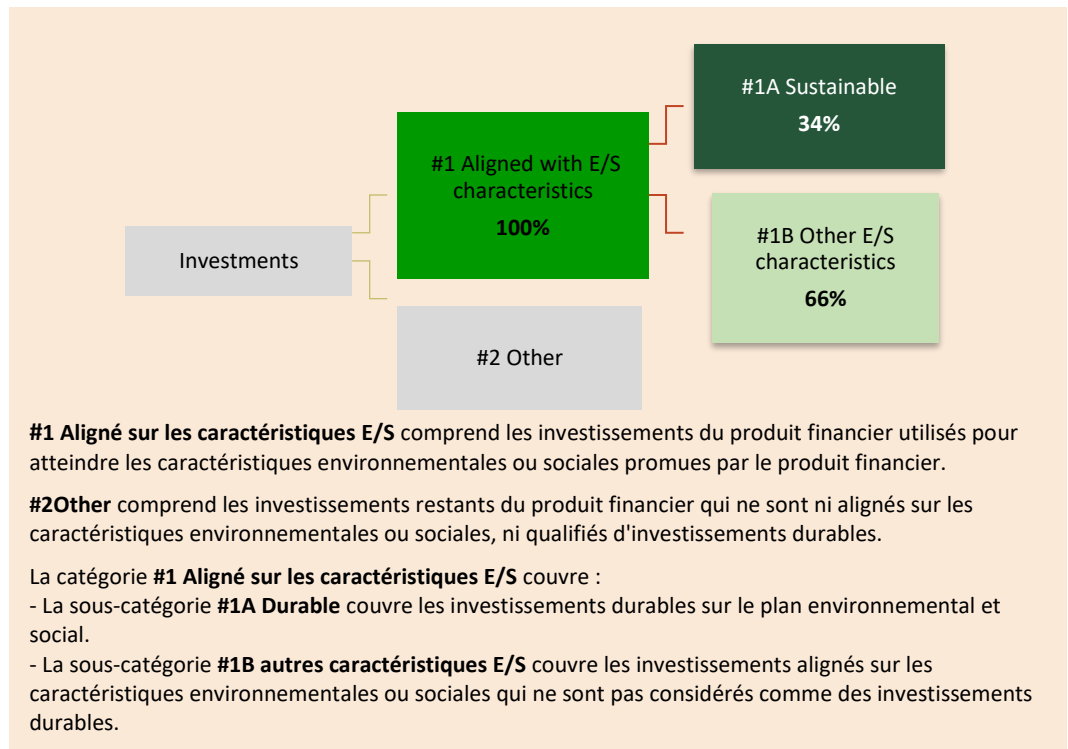 #1A Sustainable
34%
#1 Aligned with E/S
characteristics
100%
Investments
#1B Other E/S
characteristics
66%
#2 Other
#1 Aligné sur les caractéristiques E/S comprend les investissements du produit financier utilisés pour
atteindre les caractéristiques environnementales ou sociales promues par le produit financier.
#2Other comprend les investissements restants du produit financier qui ne sont ni alignés sur les
caractéristiques environnementales ou sociales, ni qualifiés d'investissements durables.
La catégorie #1 Aligné sur les caractéristiques E/S couvre :
- La sous-catégorie #1A Durable couvre les investissements durables sur le plan environnemental et
social.
- La sous-catégorie #1B autres caractéristiques E/S couvre les investissements alignés sur les
caractéristiques environnementales ou sociales qui ne sont pas considérés comme des investissements
durables.